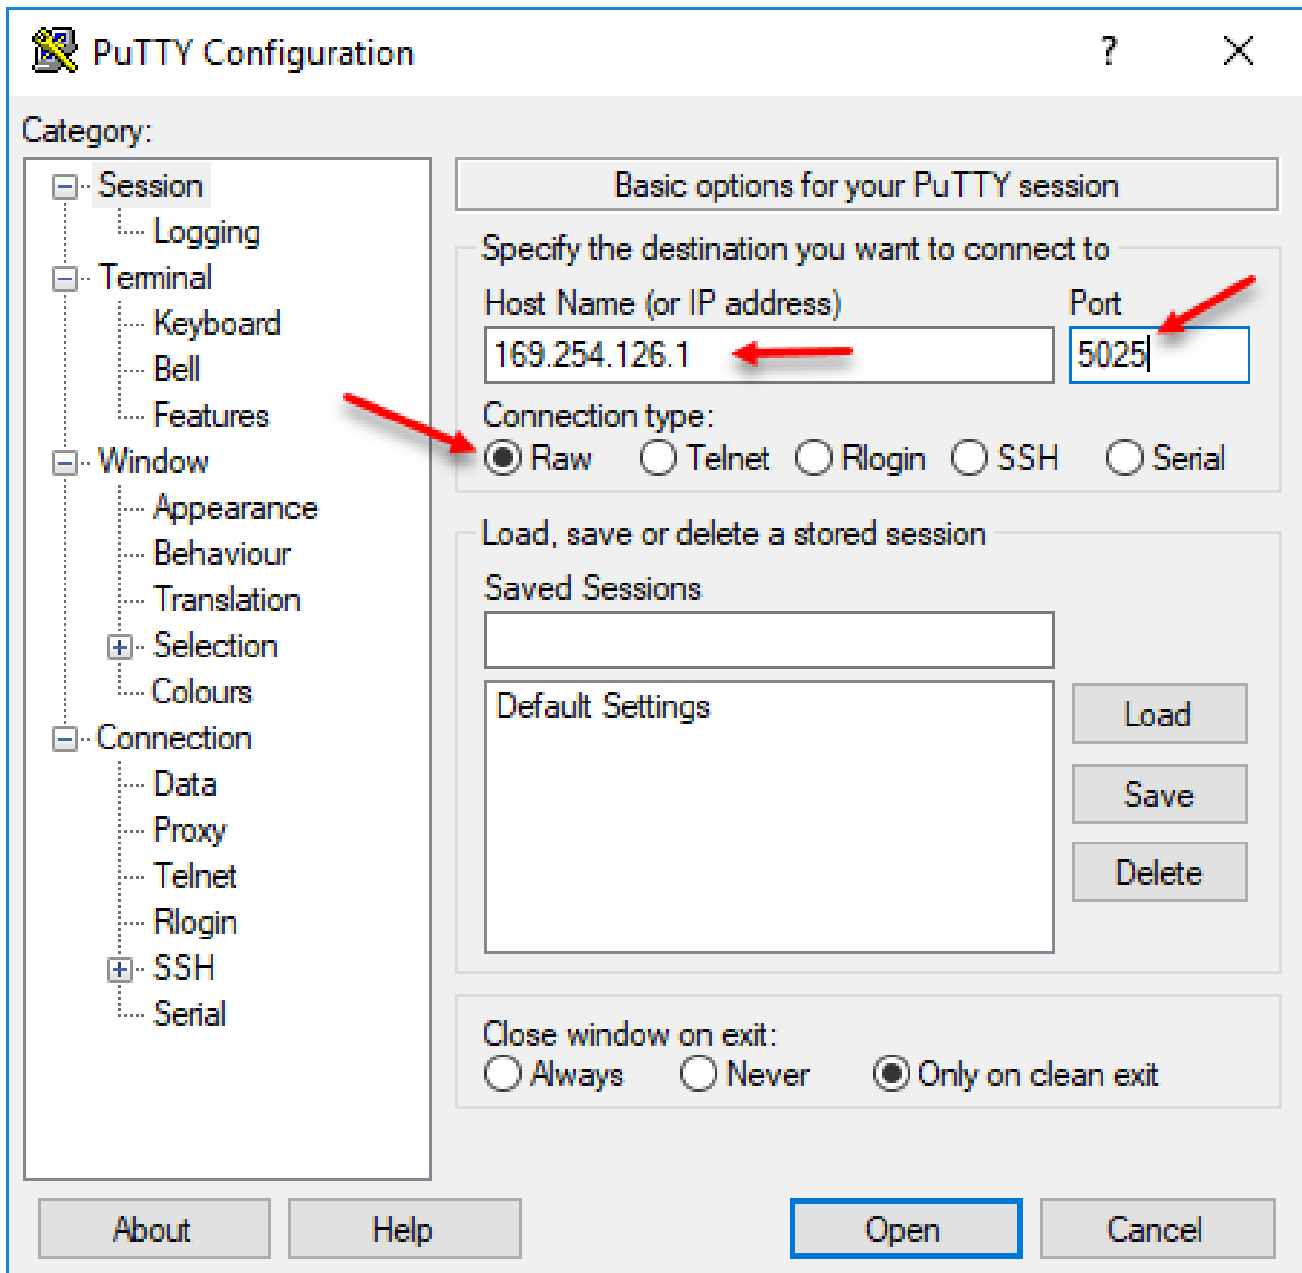 PuTTY Configuration
?
Category:
Session
Logging
Terminal
Keyboard
Bell
Features
Window
Appearance
Behaviour
Translation
Selection
Colours
Connection
Data
Proxy
Telnet
Rlogin
SSH
Serial
Basic options for your PuTTY session
Specify the destination you want to connect to
Host Name (or IP address) Port
169.254.126.1 5025
Connection type:
Raw Telnet Rlogin SSH Serial
Load, save or delete a stored session
Saved Sessions
Default Settings
Load
Save
Delete
Close window on exit:
Always Never Only on clean exit
About Help Open Cancel